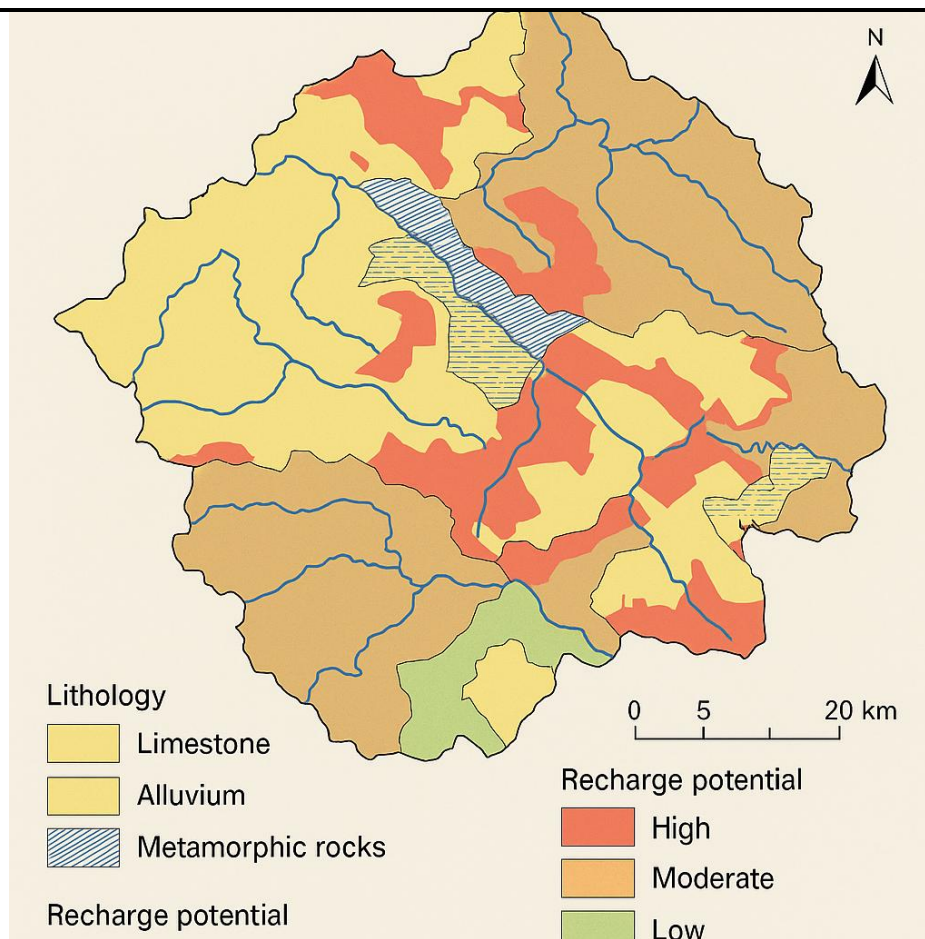 N
Lithology
Limestone
Alluvium
Metamorphic rocks
Recharge potential
0 5 20 km
Recharge potential
High
Moderate
Low